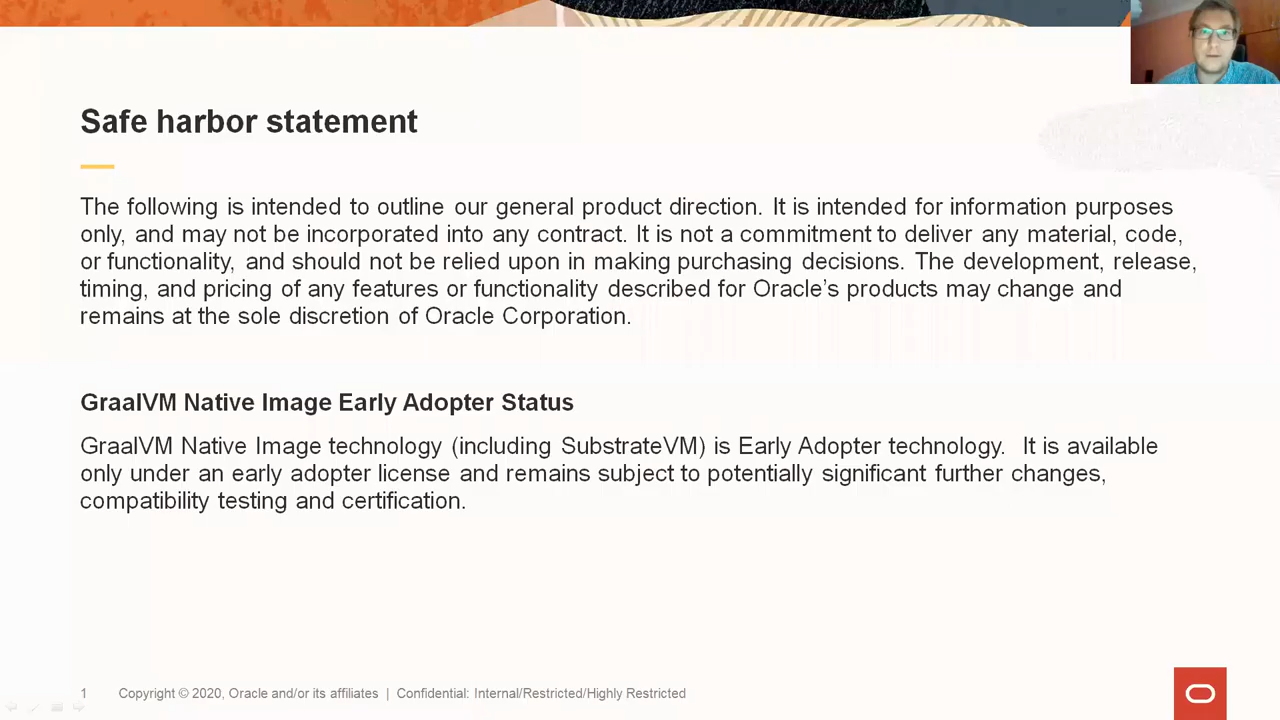 Safe harbor statement
The following is intended to outline our general product direction. It is intended for information purposes
only, and may not be incorporated into any contract. It is not a commitment to deliver any material, code,
or functionality, and should not be relied upon in making purchasing decisions. The development, release,
timing, and pricing of any features or functionality described for Oracle’s products may change and
remains at the sole discretion of Oracle Corporation.
GraalVM Native Image Early Adopter Status
GraalVM Native Image technology (including SubstrateVM) is Early Adopter technology. It is available
only under an early adopter license and remains subject to potentially significant further changes,
compatibility testing and certification.
1 Copyright © 2020, Oracle and/or its affiliates | Confidential: Internal/Restricted/Highly Restricted